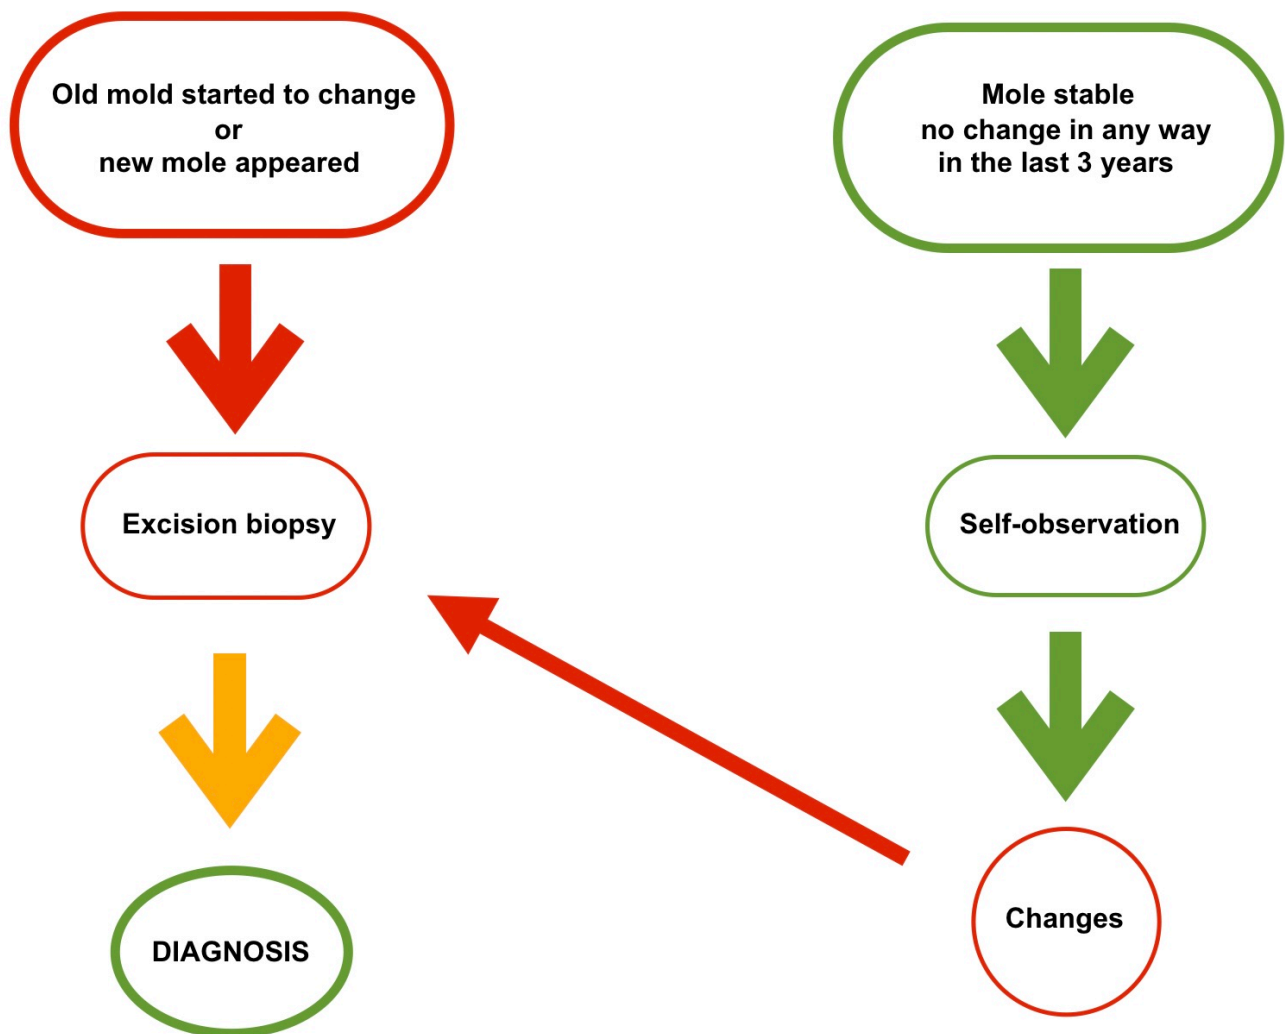 Old mold started to change
or
new mole appeared
Mole stable
no change in any way
in the last 3 years
Excision biopsy
Self-observation
DIAGNOSIS
Changes